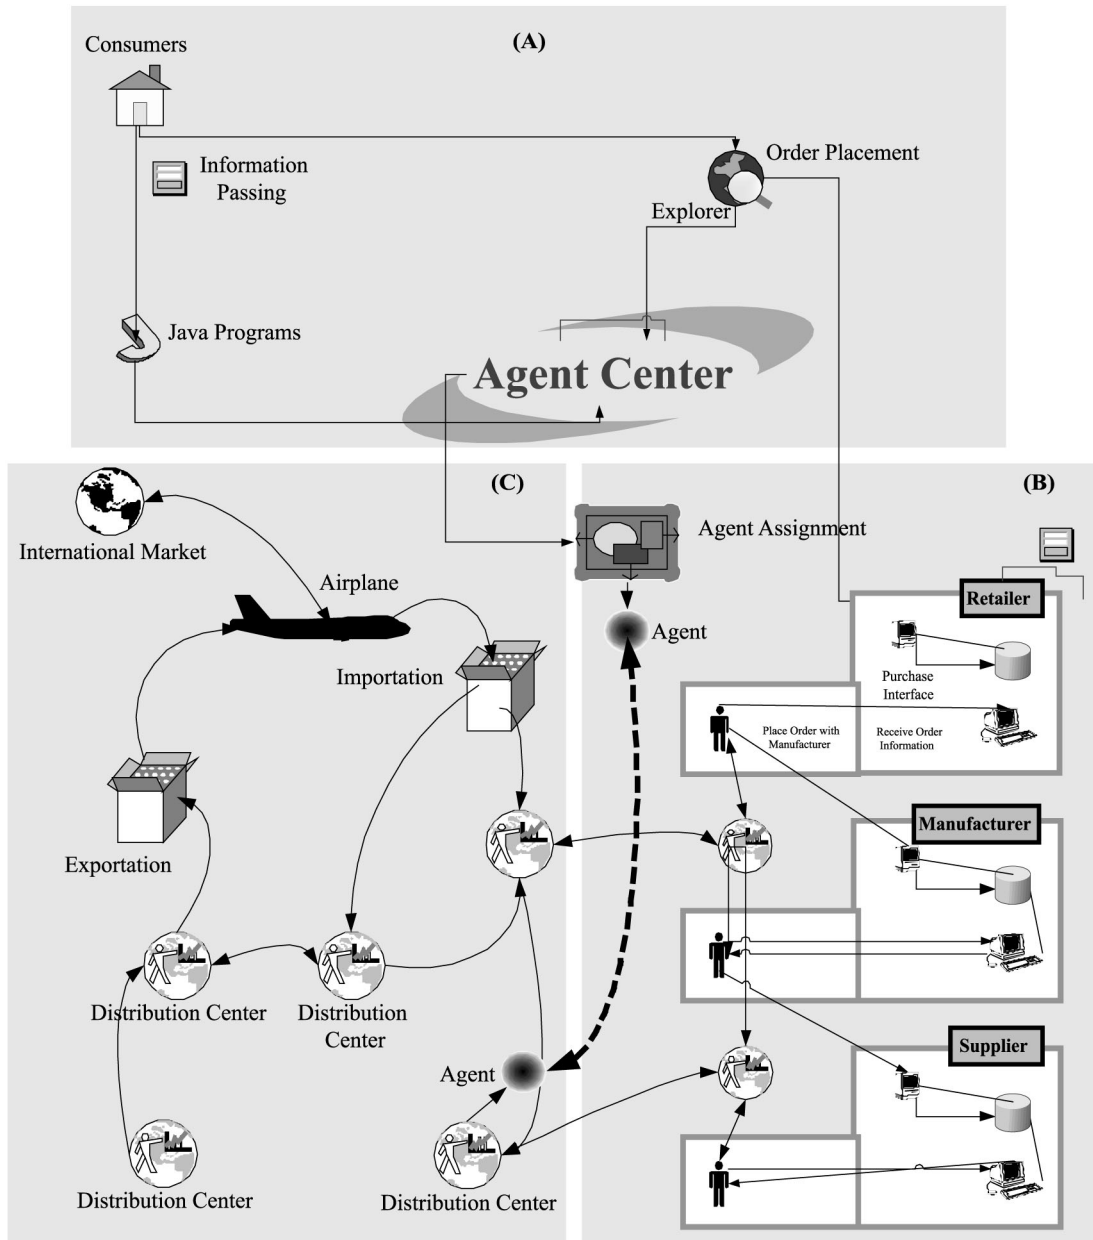 (A)
Consumers
Order Placement
Information
Passing
Explorer
Java Programs
Agent Center
(C)
(B)
International Market
Agent Assignment
Airplane
Retailer
Agent
Importation
Purchase
Interface
Place Order with
Manufacturer
Receive Order
Information
Manufacturer
Exportation
Distribution Center
Distribution
Center
Supplier
Agent
Distribution Center
Distribution Center